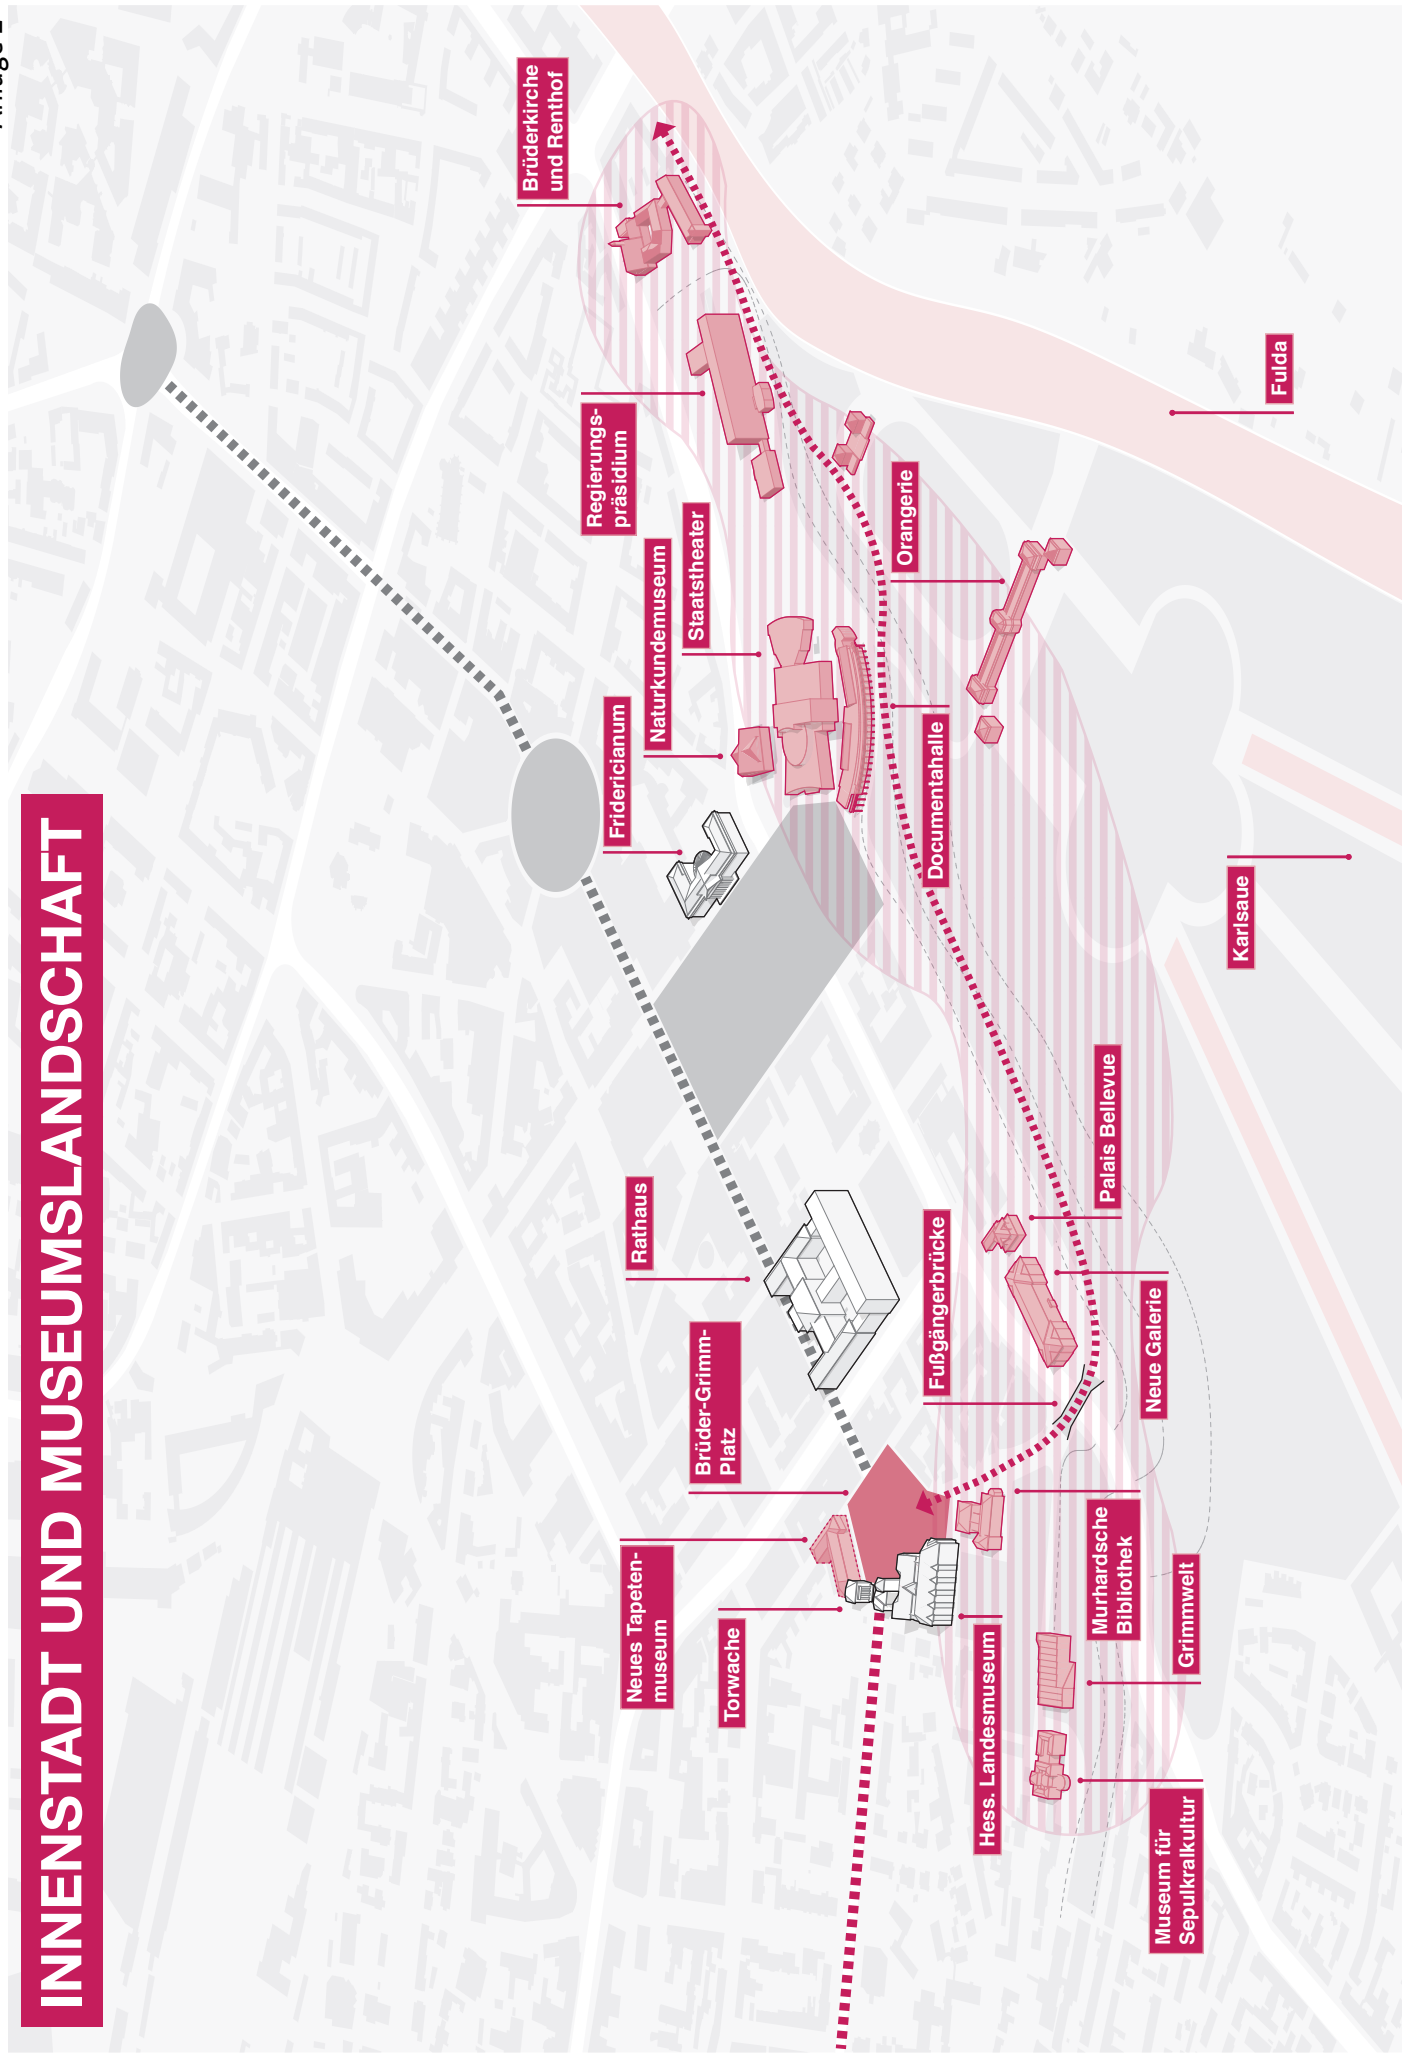 INNENSTADT UND MUSEUMSLANDSCHAFT
Brüderkirche
und Renthof
Regierungs-
präsidium
Staatstheater
Naturkundemuseum
Fridericianum
Rathaus
Brüder-Grimm-
Platz
Neues Tapeten-
museum
Torwache
Orangerie
Documentahalle
Fulda
Karlsaue
Palais Bellevue
Fußgängerbrücke
Neue Galerie
Murhardsche
Bibliothek
Grimmwelt
Hess. Landesmuseum
Museum für
Sepulkralkultur